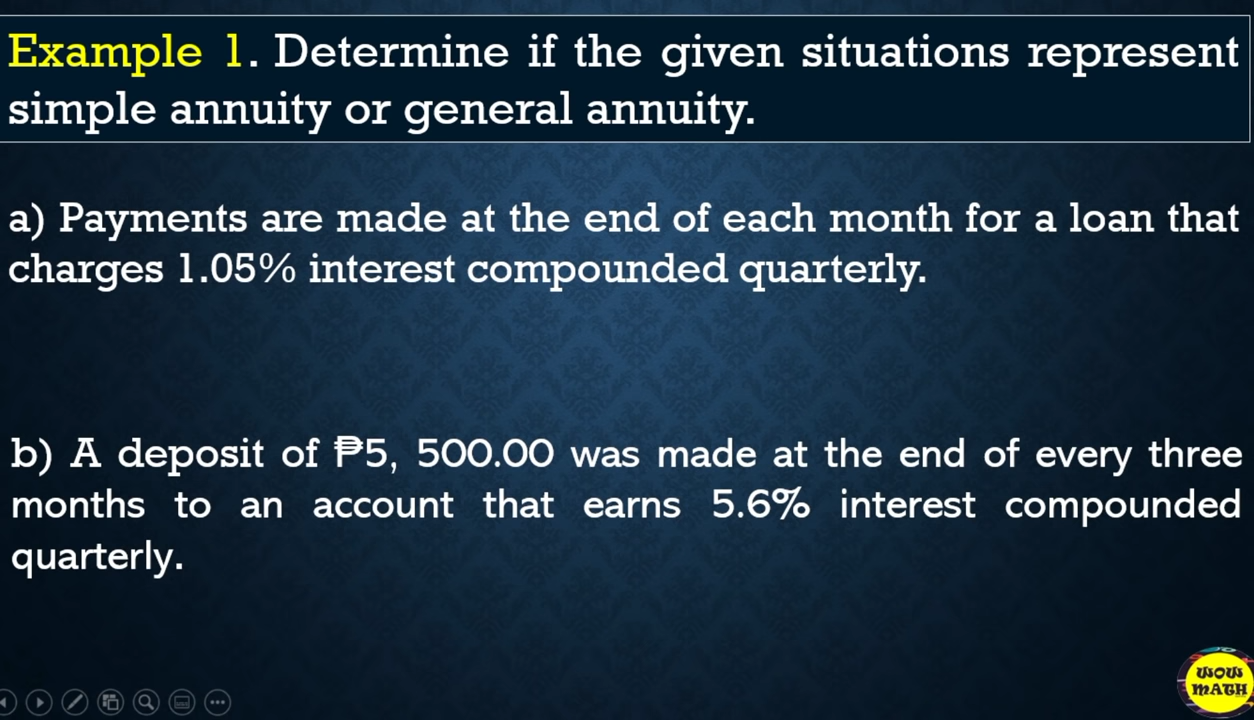 Example 1. Determine if the given situations represent
simple annuity or general annuity.
a) Payments are made at the end of each month for a loan that
charges 1.05% interest compounded quarterly.
b) A deposit of ₱5, 500.00 was made at the end of every three
months to an account that earns 5.6% interest compounded
quarterly.
WOW
MATH